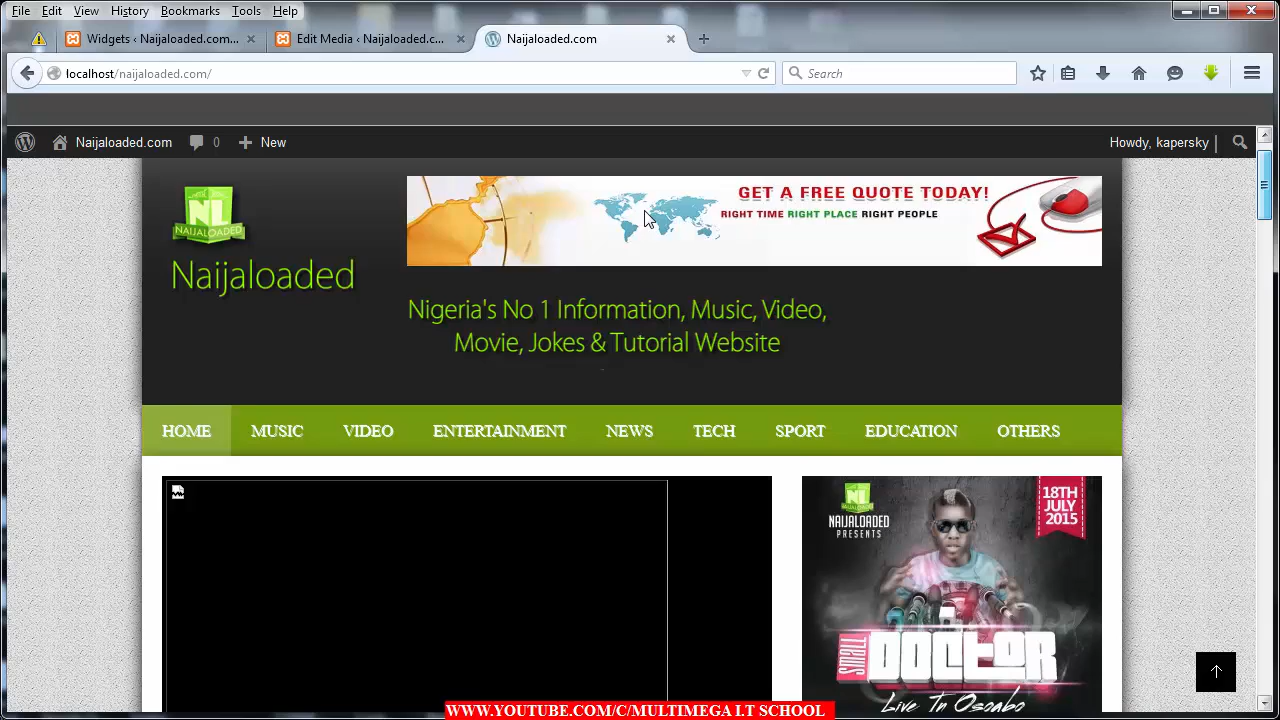 File Edit View History Bookmarks Tools Help
Widgets ‹ Naijaloaded.com...
Edit Media ‹ Naijaloaded.c...
Naijaloaded.com
localhost/naijaloaded.com/
Search
Naijaloaded.com 0 New
Howdy, kapersky
NL
NAIJALOADED
Naijaloaded
GET A FREE QUOTE TODAY!
RIGHT TIME RIGHT PLACE RIGHT PEOPLE
Nigeria's No 1 Information, Music, Video,
Movie, Jokes & Tutorial Website
HOME MUSIC VIDEO ENTERTAINMENT NEWS TECH SPORT EDUCATION OTHERS
NL
NAIJALOADED
PRESENTS
18TH
JULY
2015
SMALL
DOCTOR
Live In Osogbo
WWW.YOUTUBE.COM/C/MULTIMEGA I.T SCHOOL